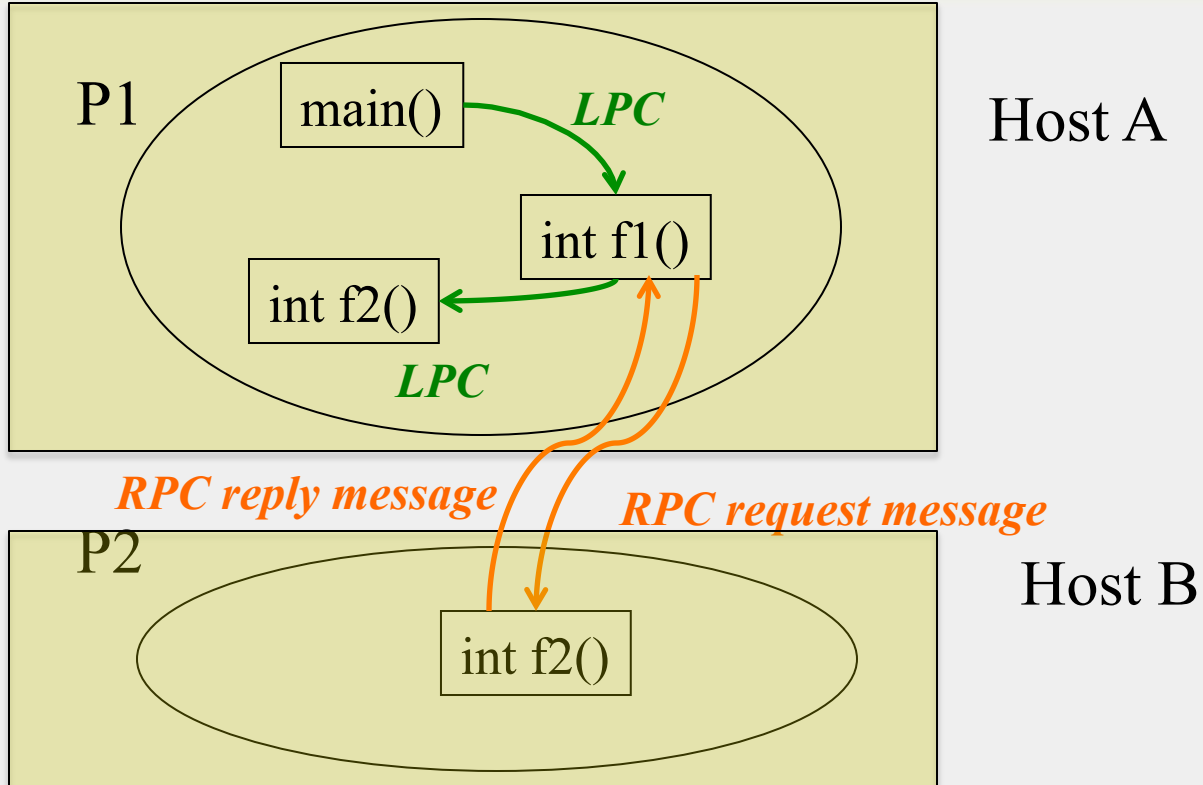 P1
main()
LPC
Host A
int f1()
int f2()
LPC
RPC reply message
RPC request message
P2
Host B
int f2()